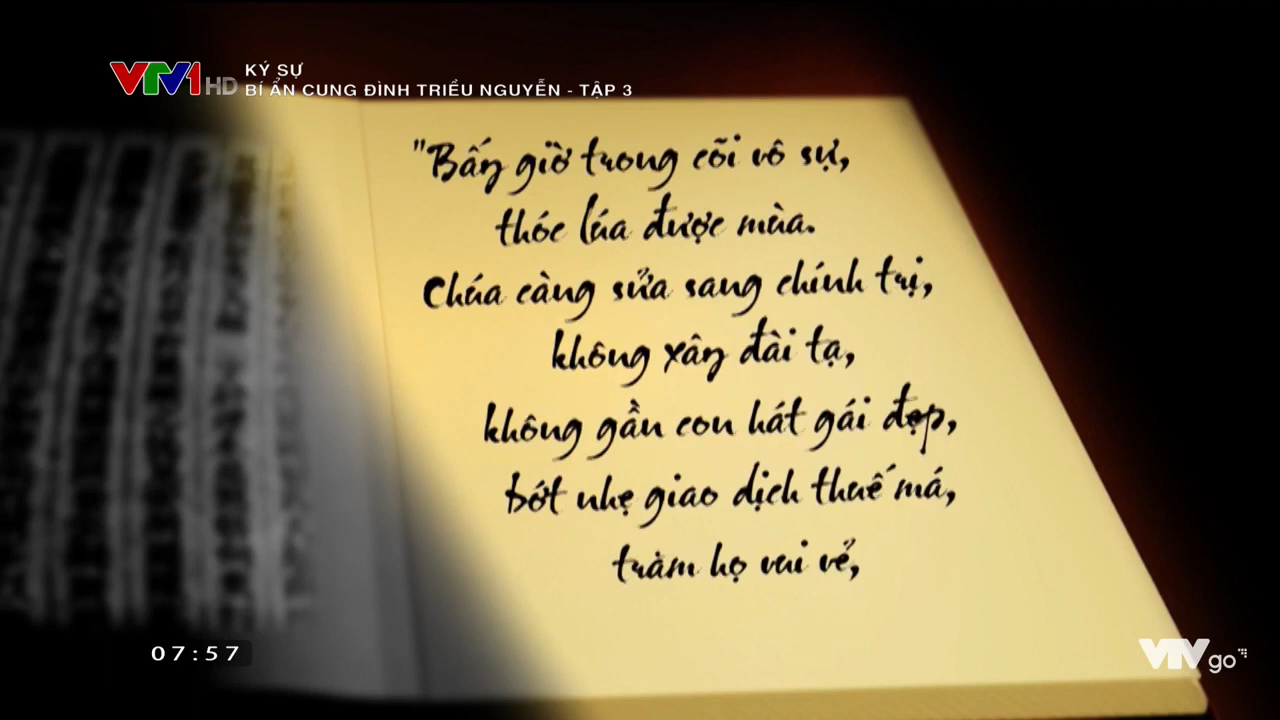 VTV1 HD
KÝ SỰ
BÍ ẨN CUNG ĐÌNH TRIỀU NGUYỄN - TẬP 3
"Bấy giờ trong cõi vô sự,
thóc lúa được mùa.
Chúa càng sửa sang chính trị,
không xây đài tạ,
không gần con hát gái đẹp,
bớt nhẹ giao dịch thuế má,
trăm họ vui vẻ,
07:57
VTV go